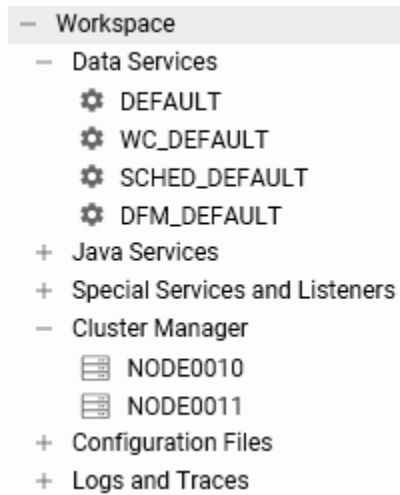 Workspace
Data Services
DEFAULT
WC_DEFAULT
SCHED_DEFAULT
DFM_DEFAULT
Java Services
Special Services and Listeners
Cluster Manager
NODE0010
NODE0011
Configuration Files
Logs and Traces